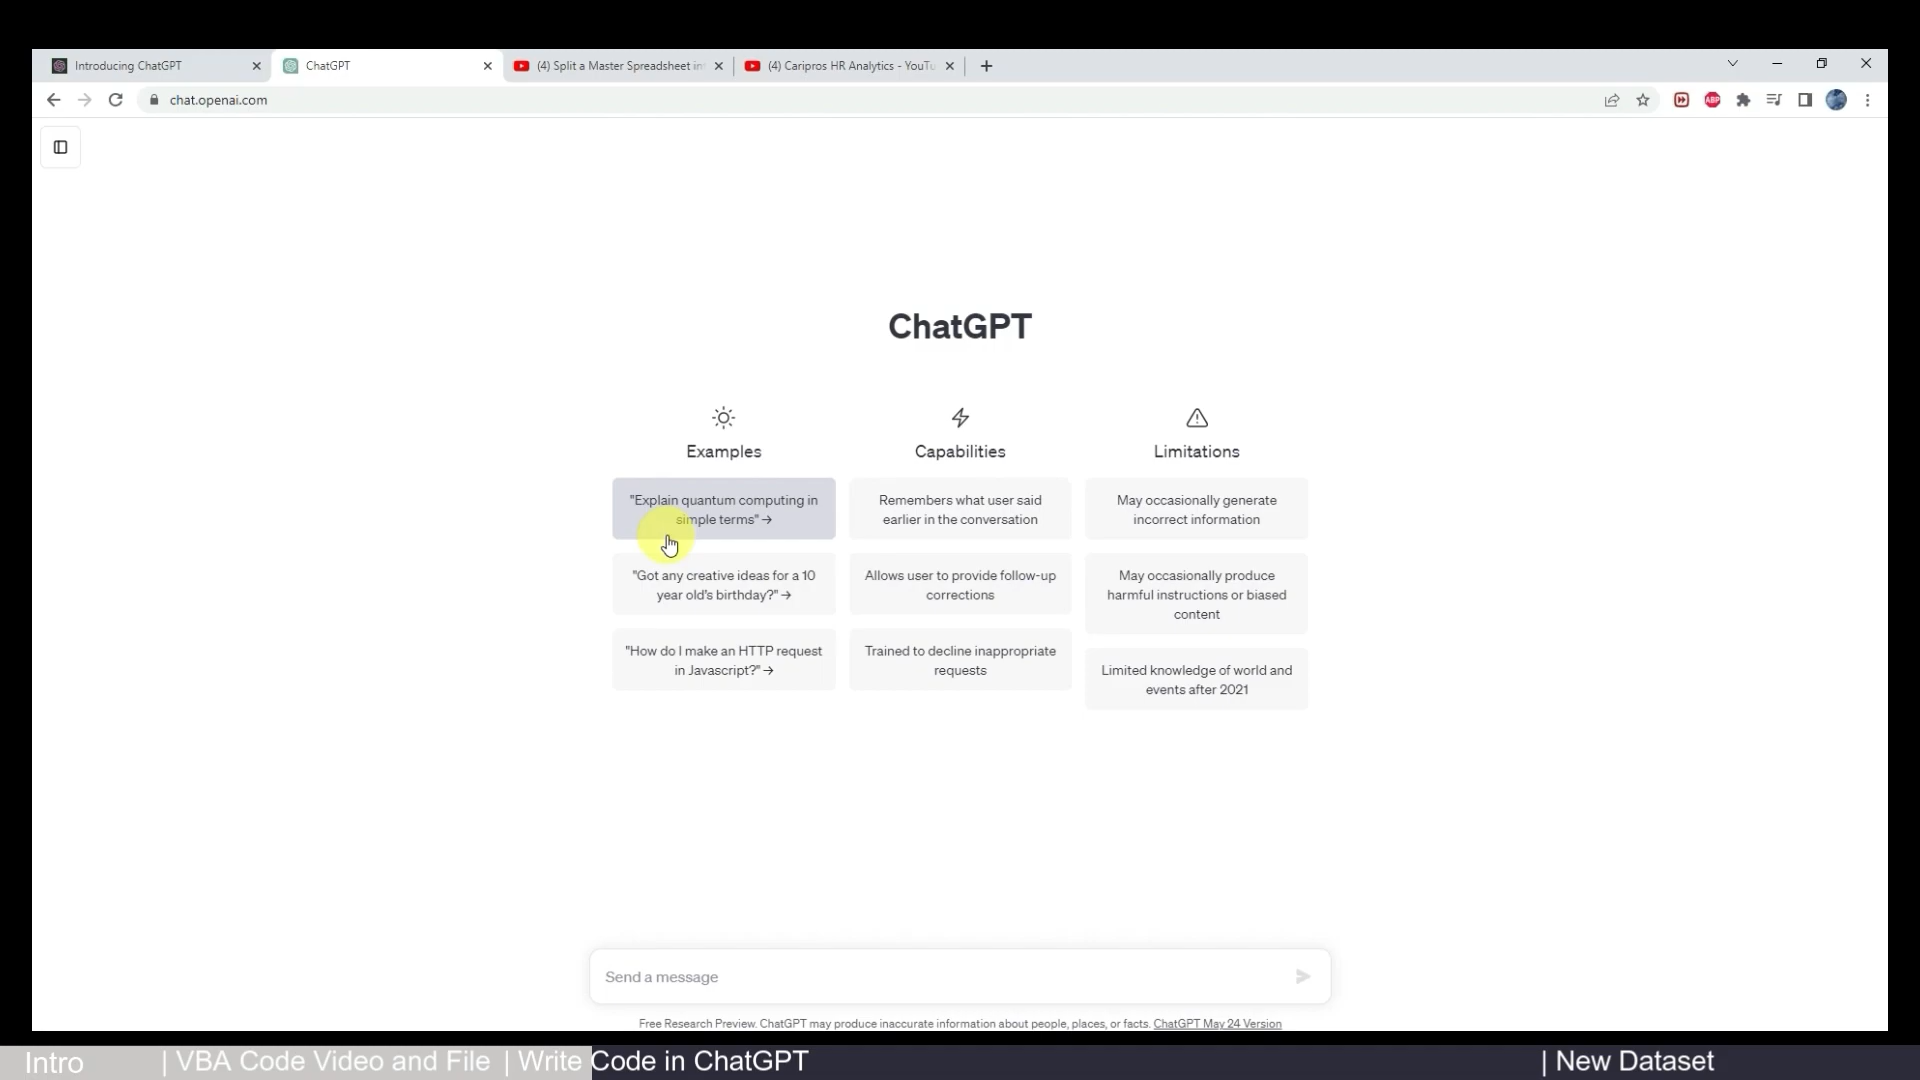 Introducing ChatGPT
ChatGPT
(4) Split a Master Spreadsheet in
(4) Caripros HR Analytics - YouTu
chat.openai.com
ABP
ChatGPT
Examples
Capabilities
Limitations
"Explain quantum computing in
simple terms" →
Remembers what user said
earlier in the conversation
May occasionally generate
incorrect information
"Got any creative ideas for a 10
year old's birthday?" →
Allows user to provide follow-up
corrections
May occasionally produce
harmful instructions or biased
content
"How do I make an HTTP request
in Javascript?" →
Trained to decline inappropriate
requests
Limited knowledge of world and
events after 2021
Send a message
Free Research Preview. ChatGPT may produce inaccurate information about people, places, or facts. ChatGPT May 24 Version
Intro | VBA Code Video and File | Write Code in ChatGPT | New Dataset